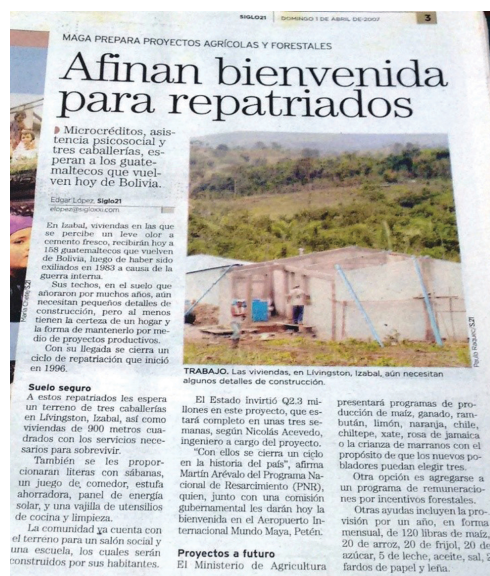 SIGLO21 DOMINGO 1 DE ABRIL DE 2007 3
MAGA PREPARA PROYECTOS AGRÍCOLAS Y FORESTALES
Afinan bienvenida
para repatriados
Microcréditos, asis-
tencia psicosocial y
tres caballerías, es-
peran a los guate-
maltecos que vuel-
ven hoy de Bolivia.
Edgar López, Siglo21
elopez@sigloxxi.com
En Izabal, viviendas en las que
se percibe un leve olor a
cemento fresco, recibirán hoy a
158 guatemaltecos que vuelven
de Bolivia, luego de haber sido
exiliados en 1983 a causa de la
guerra interna.
Sus techos, en el suelo que
añoraron por muchos años, aún
necesitan pequeños detalles de
construcción, pero al menos
tienen la certeza de un hogar y
la forma de mantenerlo por me-
dio de proyectos productivos.
Con su llegada se cierra un
ciclo de repatriación que inició
en 1996.
Suelo seguro
A estos repatriados les espera
un terreno de tres caballerías
en Lívingston, Izabal, así como
viviendas de 900 metros cua-
drados con los servicios nece-
sarios para sobrevivir.
También se les propor-
cionaron literas con sábanas,
un juego de comedor, estufa
ahorradora, panel de energía
solar, y una vajilla de utensilios
de cocina y limpieza.
La comunidad ya cuenta con
el terreno para un salón social y
una escuela, los cuales serán
construidos por sus habitantes.
TRABAJO. Las viviendas, en Lívingston, Izabal, aún necesitan
algunos detalles de construcción.
El Estado invirtió Q2.3 mi-
llones en este proyecto, que es-
tará completo en unas tres se-
manas, según Nicolás Acevedo,
ingeniero a cargo del proyecto.
"Con ellos se cierra un ciclo
en la historia del país", afirma
Martín Arévalo del Programa Na-
cional de Resarcimiento (PNR),
quien, junto con una comisión
gubernamental les darán hoy la
bienvenida en el Aeropuerto In-
ternacional Mundo Maya, Petén.
Proyectos a futuro
El Ministerio de Agricultura
presentará programas de pro-
ducción de maíz, ganado, ram-
bután, limón, naranja, chile,
chiltepe, xate, rosa de jamaica
o la crianza de marranos con el
propósito de que los nuevos po-
bladores puedan elegir tres.
Otra opción es agregarse a
un programa de remuneracio-
nes por incentivos forestales.
Otras ayudas incluyen la pro-
visión por un año, en forma
mensual, de 120 libras de maíz,
20 de arroz, 20 de frijol, 20 de
azúcar, 5 de leche, aceite, sal, 2
fardos de papel y leña.